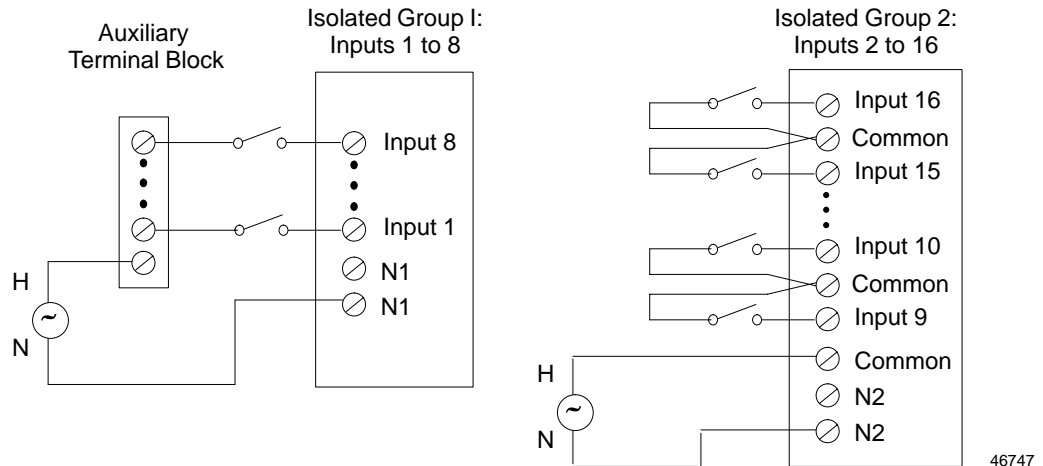 Auxiliary
Terminal Block
Isolated Group I:
Inputs 1 to 8
Input 8
Input 1
N1
N1
H
~
N
Isolated Group 2:
Inputs 2 to 16
Input 16
Common
Input 15
Input 10
Common
Input 9
Common
N2
N2
H
~
N
46747